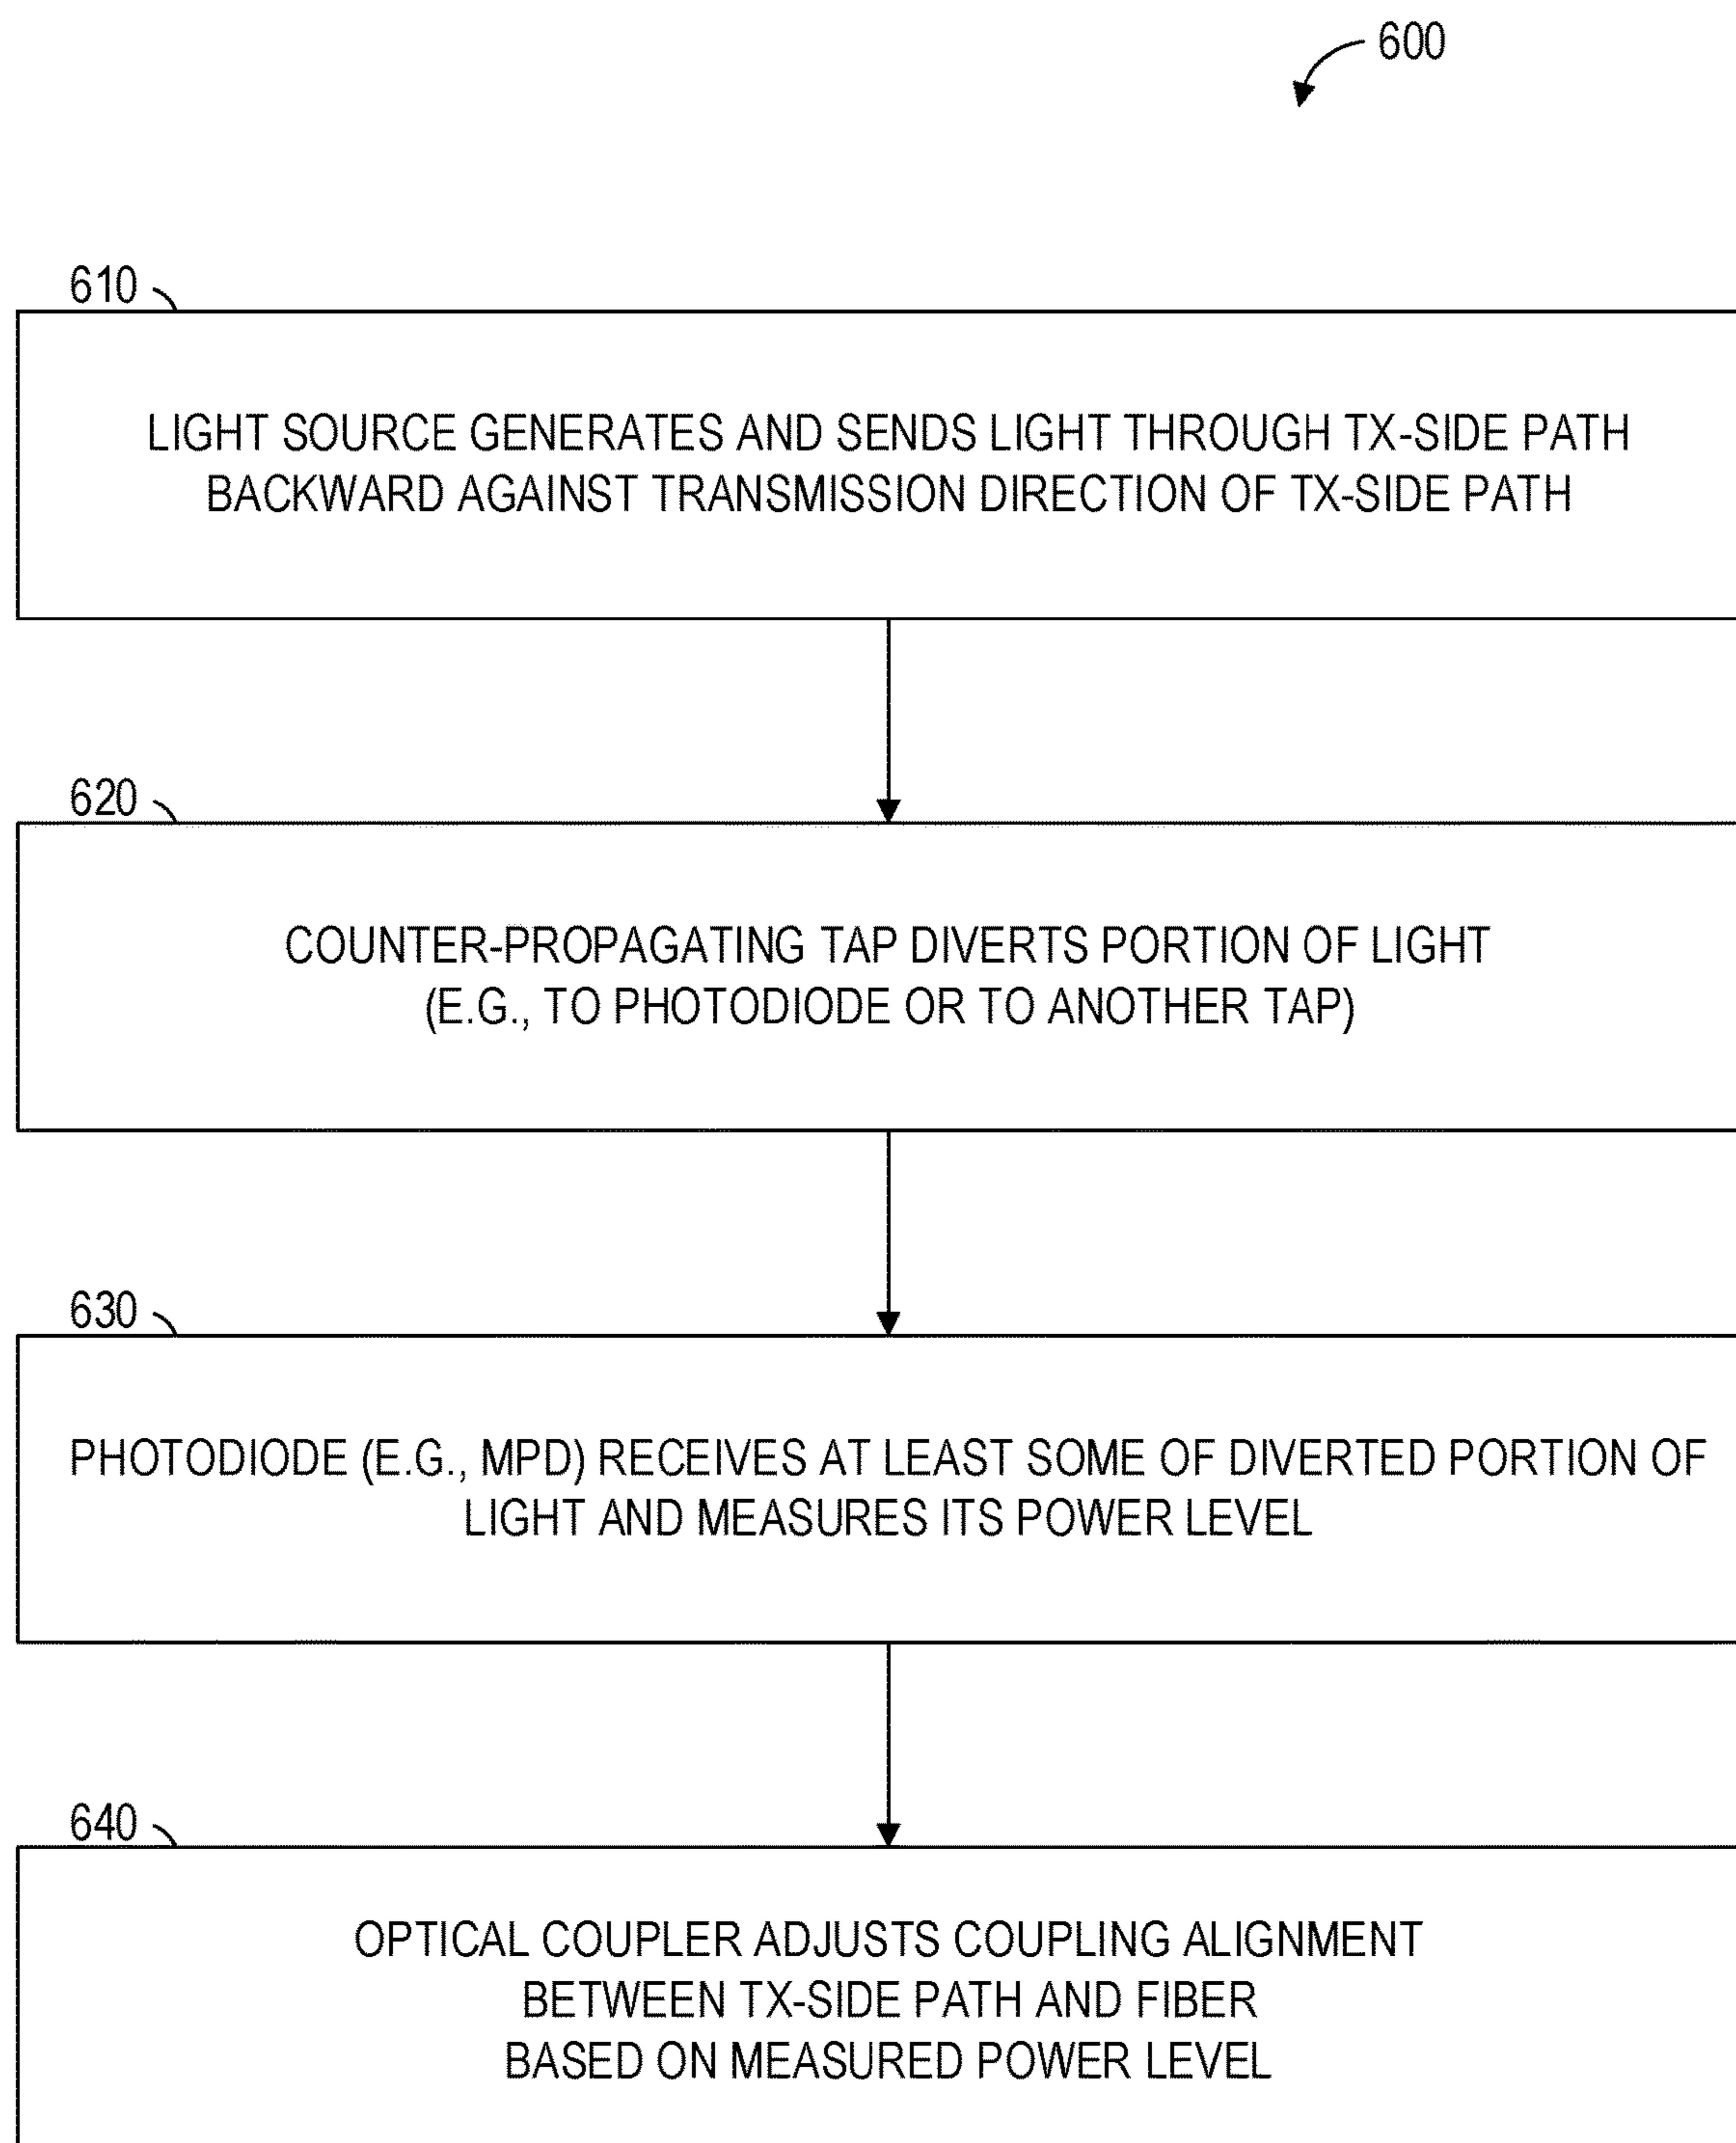 600
610
LIGHT SOURCE GENERATES AND SENDS LIGHT THROUGH TX-SIDE PATH
BACKWARD AGAINST TRANSMISSION DIRECTION OF TX-SIDE PATH
620
COUNTER-PROPAGATING TAP DIVERTS PORTION OF LIGHT
(E.G., TO PHOTODIODE OR TO ANOTHER TAP)
630
PHOTODIODE (E.G., MPD) RECEIVES AT LEAST SOME OF DIVERTED PORTION OF
LIGHT AND MEASURES ITS POWER LEVEL
640
OPTICAL COUPLER ADJUSTS COUPLING ALIGNMENT
BETWEEN TX-SIDE PATH AND FIBER
BASED ON MEASURED POWER LEVEL